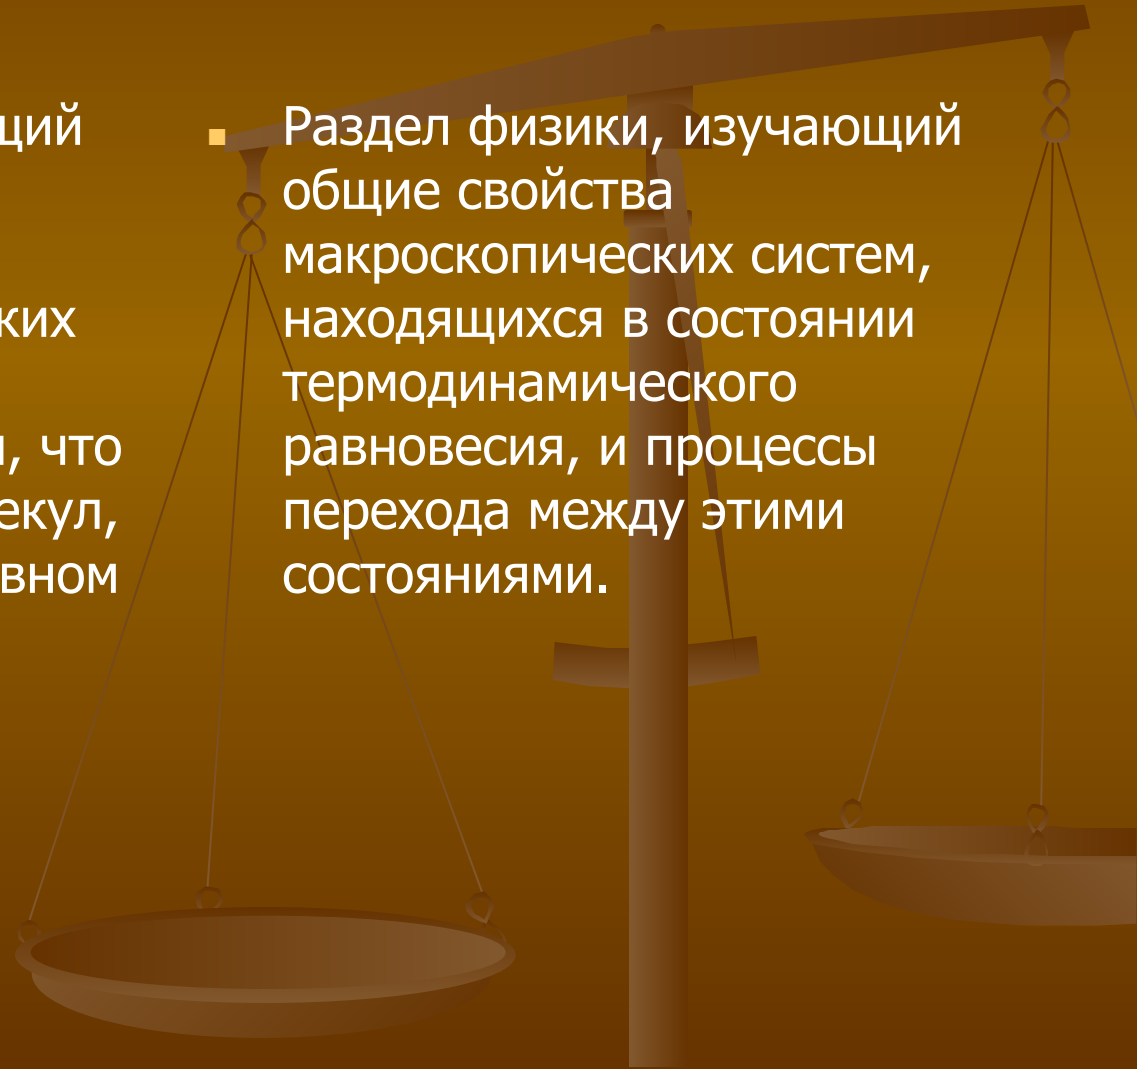 щий
ких
, что
екул,
вном
Раздел физики, изучающий
общие свойства
макроскопических систем,
находящихся в состоянии
термодинамического
равновесия, и процессы
перехода между этими
состояниями.